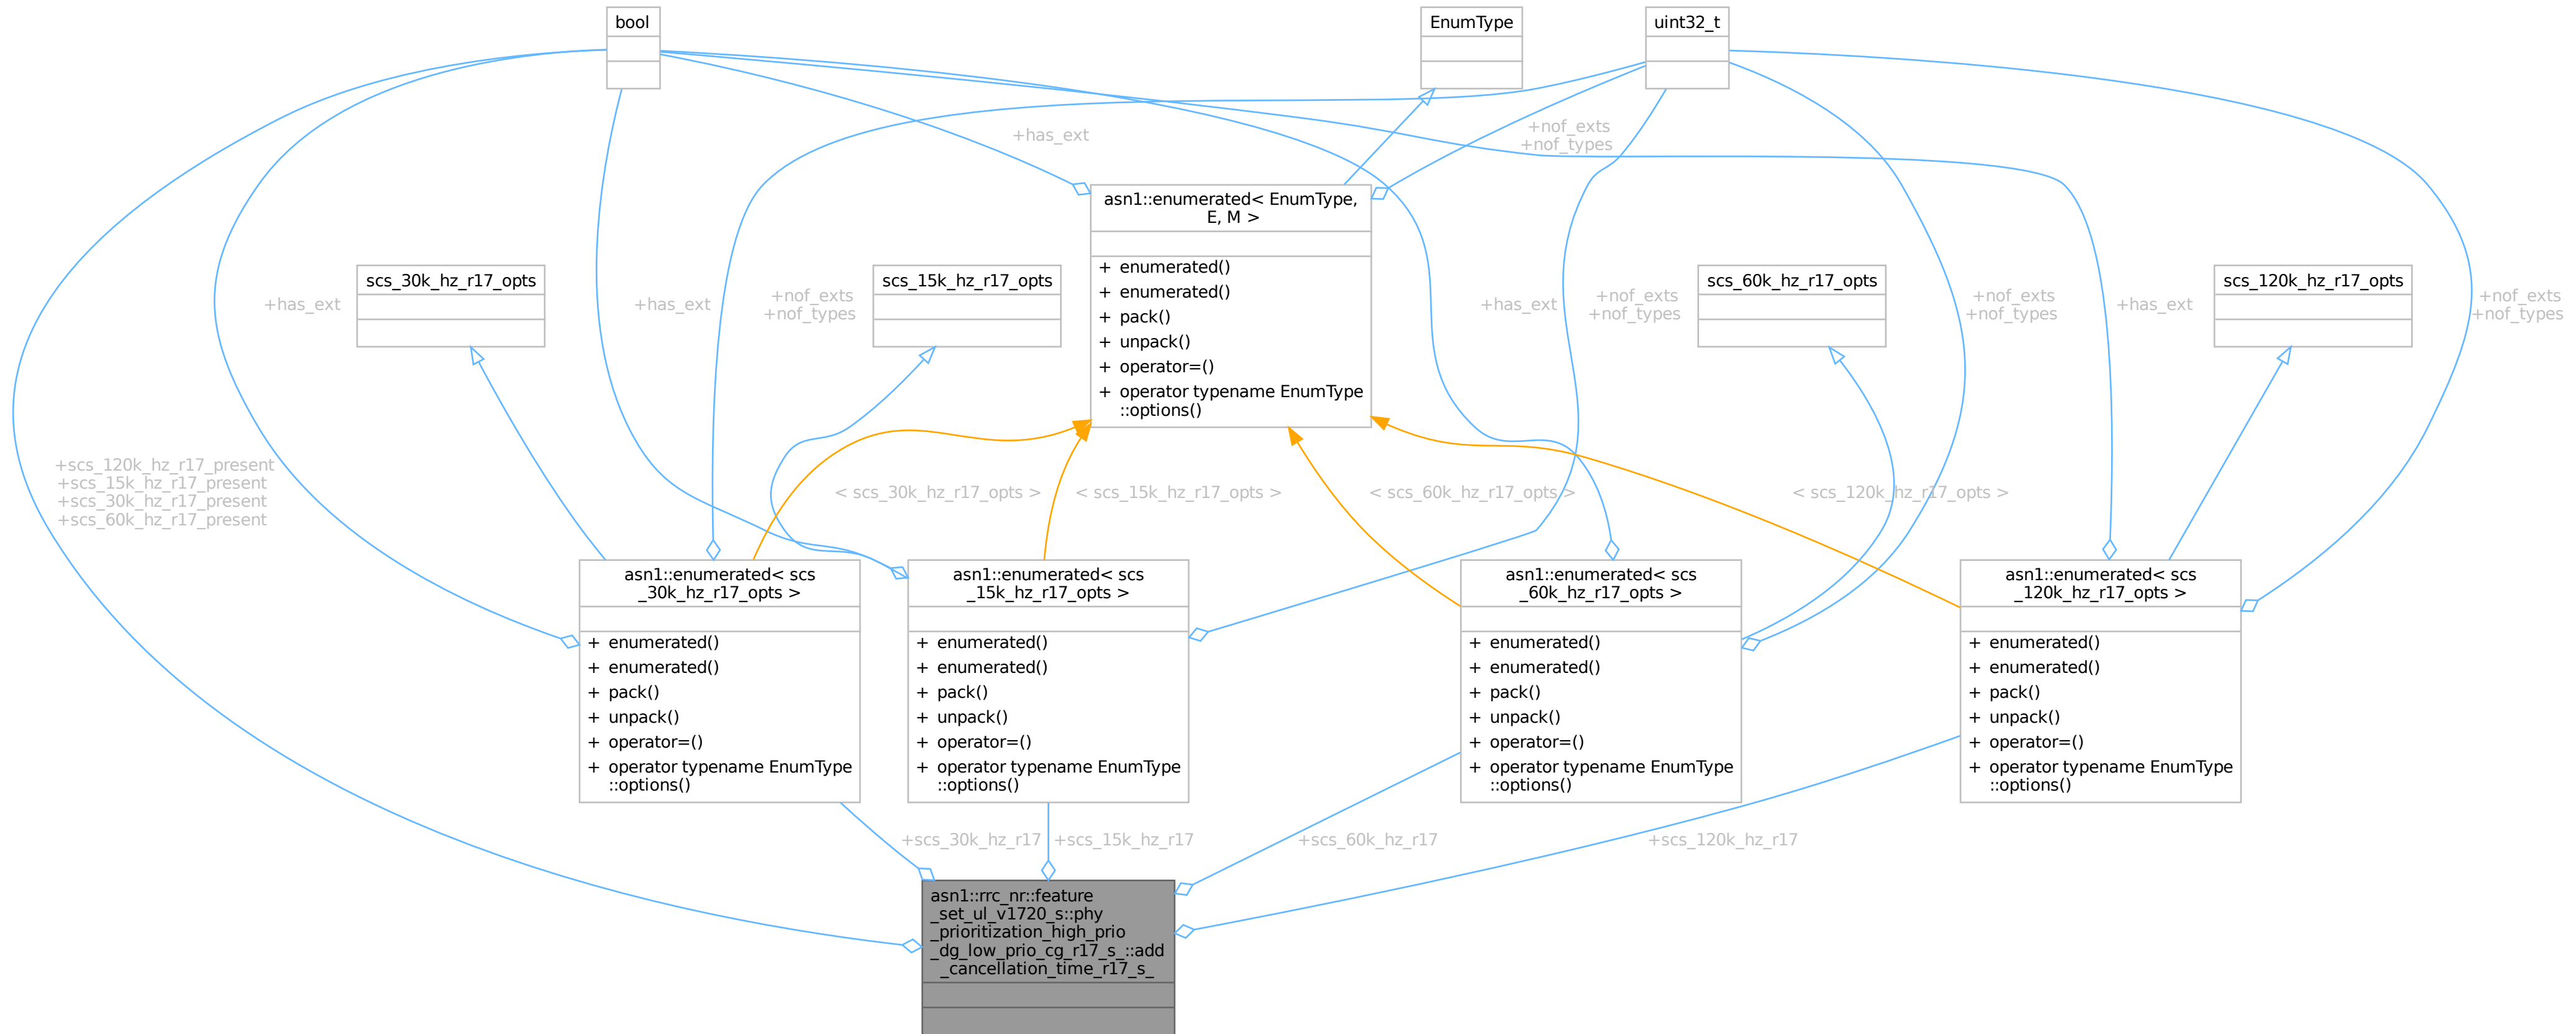 bool
EnumType
uint32_t
+has_ext
+nof_exts
+nof_types
asn1::enumerated< EnumType,
E, M >
+ enumerated()
+ enumerated()
+ pack()
+ unpack()
+ operator=()
+ operator typename EnumType
::options()
scs_30k_hz_r17_opts
scs_15k_hz_r17_opts
scs_60k_hz_r17_opts
scs_120k_hz_r17_opts
+has_ext
+has_ext
+nof_exts
+nof_types
+has_ext
+nof_exts
+nof_types
+nof_exts
+nof_types
+has_ext
+nof_exts
+nof_types
+scs_120k_hz_r17_present
+scs_15k_hz_r17_present
+scs_30k_hz_r17_present
+scs_60k_hz_r17_present
< scs_30k_hz_r17_opts >
< scs_15k_hz_r17_opts >
< scs_60k_hz_r17_opts >
< scs_120k_hz_r17_opts >
asn1::enumerated< scs
_30k_hz_r17_opts >
+ enumerated()
+ enumerated()
+ pack()
+ unpack()
+ operator=()
+ operator typename EnumType
::options()
asn1::enumerated< scs
_15k_hz_r17_opts >
+ enumerated()
+ enumerated()
+ pack()
+ unpack()
+ operator=()
+ operator typename EnumType
::options()
asn1::enumerated< scs
_60k_hz_r17_opts >
+ enumerated()
+ enumerated()
+ pack()
+ unpack()
+ operator=()
+ operator typename EnumType
::options()
asn1::enumerated< scs
_120k_hz_r17_opts >
+ enumerated()
+ enumerated()
+ pack()
+ unpack()
+ operator=()
+ operator typename EnumType
::options()
+scs_30k_hz_r17
+scs_15k_hz_r17
+scs_60k_hz_r17
+scs_120k_hz_r17
asn1::rrc_nr::feature
_set_ul_v1720_s::phy
_prioritization_high_prio
_dg_low_prio_cg_r17_s_::add
_cancellation_time_r17_s_